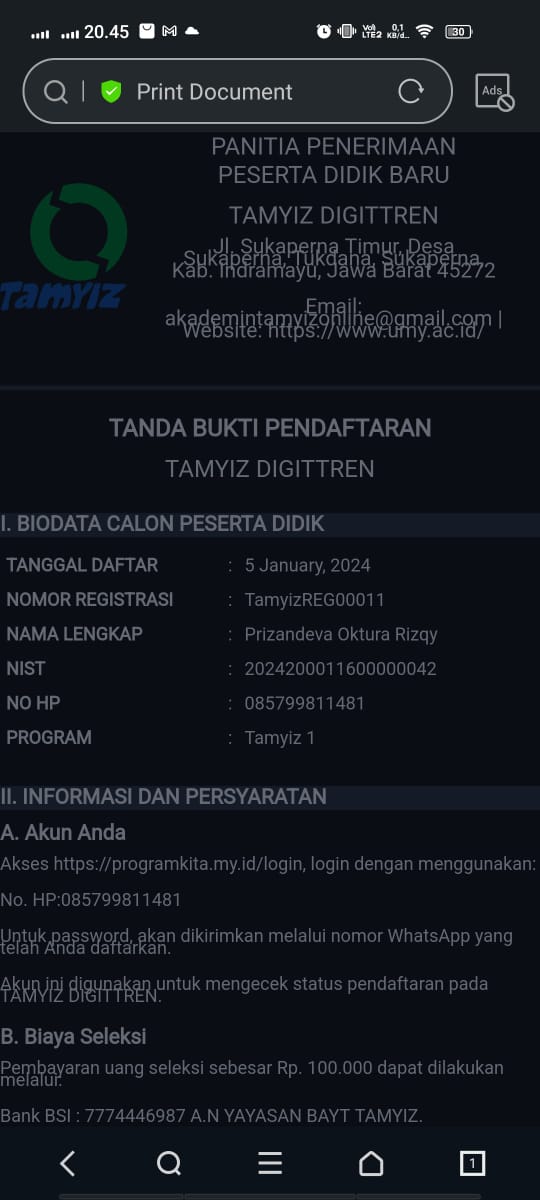 20.45
Vol)
LTE2
0,1
KB/d..
30
Print Document
Ads
PANITIA PENERIMAAN
PESERTA DIDIK BARU
TAMYIZ DIGITTREN
Jl. Sukaperna Timur, Desa
Sukaperna, Tukdana, Sukaperna,
Kab. Indramayu, Jawa Barat 45272
Email:
akademintamyizonline@gmail.com |
Website: https://www.umy.ac.id/
TAMYIZ
TANDA BUKTI PENDAFTARAN
TAMYIZ DIGITTREN
I. BIODATA CALON PESERTA DIDIK
TANGGAL DAFTAR : 5 January, 2024
NOMOR REGISTRASI : TamyizREG00011
NAMA LENGKAP : Prizandeva Oktura Rizqy
NIST : 2024200011600000042
NO HP : 085799811481
PROGRAM : Tamyiz 1
II. INFORMASI DAN PERSYARATAN
A. Akun Anda
Akses https://programkita.my.id/login, login dengan menggunakan:
No. HP:085799811481
Untuk password, akan dikirimkan melalui nomor WhatsApp yang
telah Anda daftarkan.
Akun ini digunakan untuk mengecek status pendaftaran pada
TAMYIZ DIGITTREN.
B. Biaya Seleksi
Pembayaran uang seleksi sebesar Rp. 100.000 dapat dilakukan
melalui:
Bank BSI : 7774446987 A.N YAYASAN BAYT TAMYIZ.
1